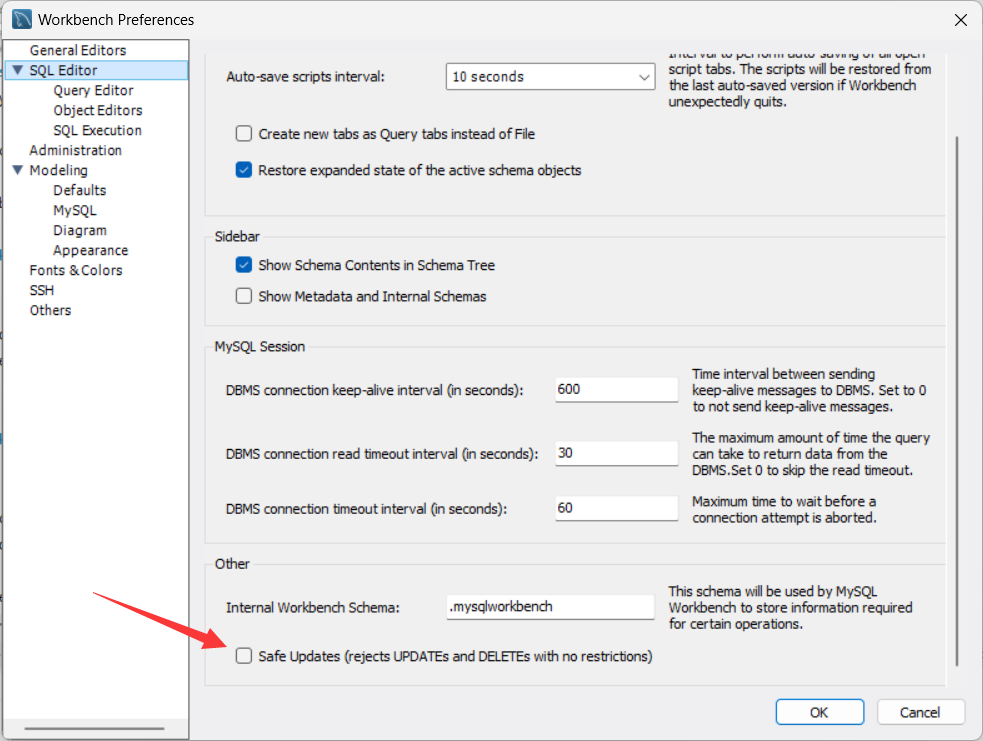 Workbench Preferences
General Editors
SQL Editor
Query Editor
Object Editors
SQL Execution
Administration
Modeling
Defaults
MySQL
Diagram
Appearance
Fonts & Colors
SSH
Others
Interval to perform auto-saving of all open
Auto-save scripts interval:
10 seconds
script tabs. The scripts will be restored from
the last auto-saved version if Workbench
unexpectedly quits.
Create new tabs as Query tabs instead of File
Restore expanded state of the active schema objects
Sidebar
Show Schema Contents in Schema Tree
Show Metadata and Internal Schemas
MySQL Session
DBMS connection keep-alive interval (in seconds):
600
Time interval between sending
keep-alive messages to DBMS. Set to 0
to not send keep-alive messages.
DBMS connection read timeout interval (in seconds):
30
The maximum amount of time the query
can take to return data from the
DBMS.Set 0 to skip the read timeout.
DBMS connection timeout interval (in seconds):
60
Maximum time to wait before a
connection attempt is aborted.
Other
Internal Workbench Schema:
.mysqlworkbench
This schema will be used by MySQL
Workbench to store information required
for certain operations.
Safe Updates (rejects UPDATEs and DELETEs with no restrictions)
OK
Cancel